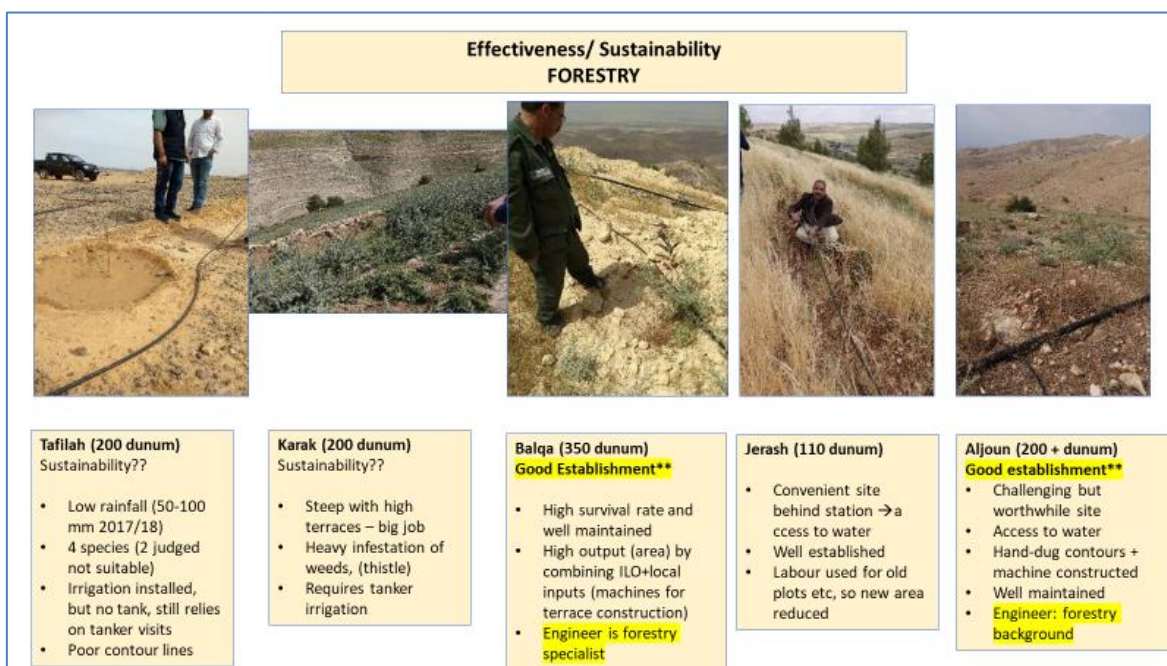 Effectiveness/ Sustainability
FORESTRY
Tafilah (200 dunum)
Sustainability??
• Low rainfall (50-100
mm 2017/18)
• 4 species (2 judged
not suitable)
• Irrigation installed,
but no tank, still relies
on tanker visits
• Poor contour lines
Karak (200 dunum)
Sustainability??
• Steep with high
terraces – big job
• Heavy infestation of
weeds, (thistle)
• Requires tanker
irrigation
Balqa (350 dunum)
Good Establishment**
• High survival rate and
well maintained
• High output (area) by
combining ILO+local
inputs (machines for
terrace construction)
• Engineer is forestry
specialist
Jerash (110 dunum)
• Convenient site
behind station →a
ccess to water
• Well established
• Labour used for old
plots etc, so new area
reduced
Aljoun (200 + dunum)
Good establishment**
• Challenging but
worthwhile site
• Access to water
• Hand-dug contours +
machine constructed
• Well maintained
• Engineer: forestry
background